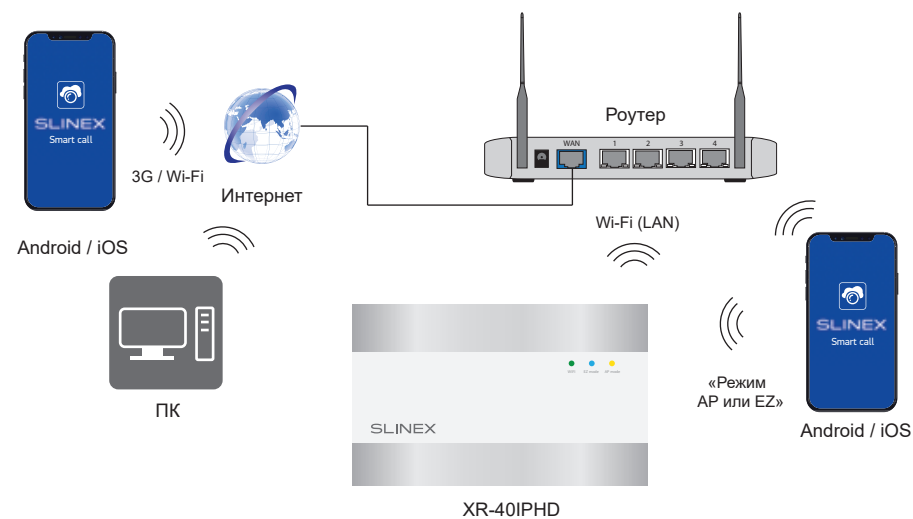 SLINEX
Smart call
3G / Wi-Fi
Android / iOS
Интернет
Роутер
WAN
1
2
3
4
Wi-Fi (LAN)
ПК
SLINEX
XR-40IPHD
«Режим
AP или EZ»
SLINEX
Smart call
Android / iOS